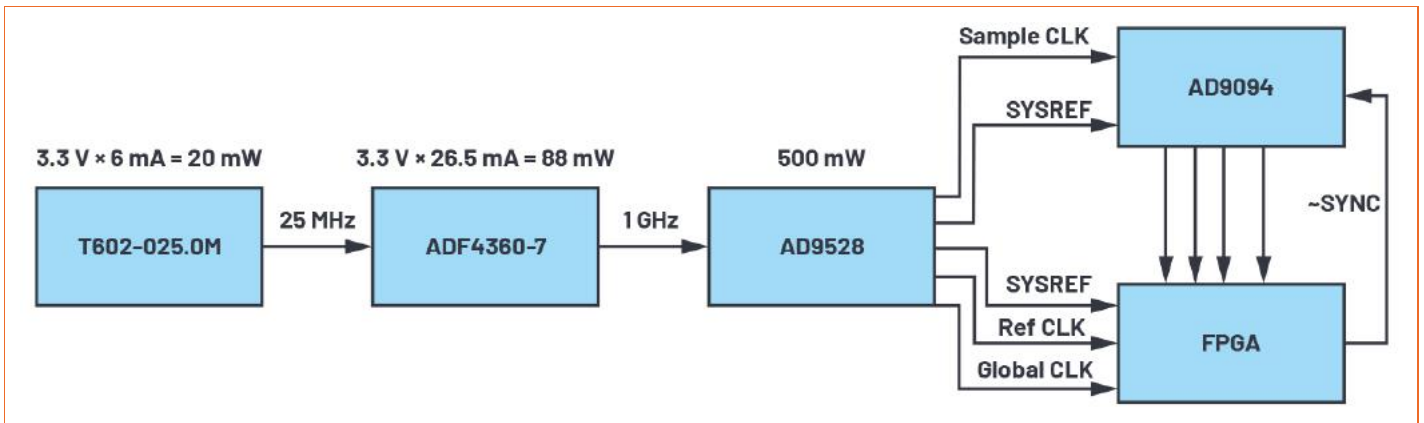 Sample CLK
AD9094
SYSREF
3.3 V × 6 mA = 20 mW
3.3 V × 26.5 mA = 88 mW
500 mW
~SYNC
25 MHz
1 GHz
T602-025.0M
ADF4360-7
AD9528
SYSREF
Ref CLK
FPGA
Global CLK